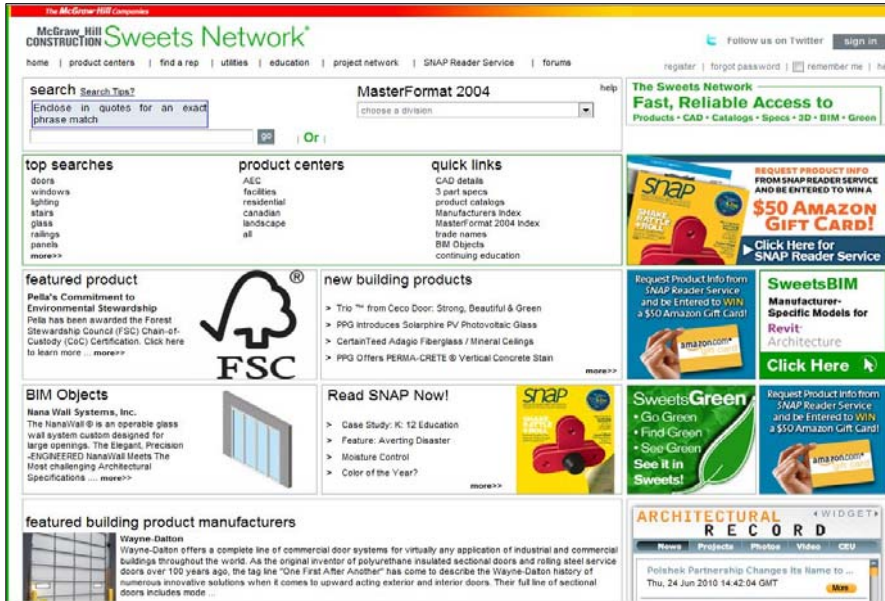 The McGraw-Hill Companies
McGraw_Hill
CONSTRUCTION Sweets Network®
Follow us on Twitter
sign in
home | product centers | find a rep | utilities | education | project network | SNAP Reader Service | forums
register | forgot password | remember me | he
search Search Tips?
Enclose in quotes for an exact
phrase match
go
| Or |
MasterFormat 2004
help
choose a division
The Sweets Network
Fast, Reliable Access to
Products • CAD • Catalogs • Specs • 3D • BIM • Green
top searches
doors
windows
lighting
stairs
glass
railings
panels
more>>
product centers
AEC
facilities
residential
canadian
landscape
all
quick links
CAD details
3 part specs
product catalogs
Manufacturers Index
MasterFormat 2004 Index
trade names
BIM Objects
continuing education
snap
SHAKE,
RATTLE
+ROLL
REQUEST PRODUCT INFO
FROM SNAP READER SERVICE
AND BE ENTERED TO WIN A
$50 AMAZON
GIFT CARD!
Click Here for
SNAP Reader Service
featured product
Pella's Commitment to
Environmental Stewardship
Pella has been awarded the Forest
Stewardship Council (FSC) Chain-of-
Custody (CoC) Certification. Click here
to learn more ... more>>
®
FSC
new building products
> Trio ™ from Ceco Door: Strong, Beautiful & Green
> PPG Introduces Solarphire PV Photovoltaic Glass
> CertainTeed Adagio Fiberglass / Mineral Ceilings
> PPG Offers PERMA-CRETE ® Vertical Concrete Stain
more>>
Request Product Info from
SNAP Reader Service
and be Entered to WIN
a $50 Amazon Gift Card!
amazon.com
gift card
SweetsBIM
Manufacturer-
Specific Models for
Revit
Architecture
Click Here
BIM Objects
Nana Wall Systems, Inc.
The NanaWall ® is an operable glass
wall system custom designed for
large openings. The Elegant, Precision
-ENGINEERED NanaWall Meets The
Most challenging Architectural
Specifications .... more>>
Read SNAP Now!
> Case Study: K: 12 Education
> Feature: Averting Disaster
> Moisture Control
> Color of the Year?
more>>
snap
SweetsGreen
• Go Green
• Find Green
• See Green
See it in
Sweets!
Request Product Info from
SNAP Reader Service
and be Entered to WIN
a $50 Amazon Gift Card!
amazon.com
featured building product manufacturers
Wayne-Dalton
Wayne-Dalton offers a complete line of commercial door systems for virtually any application of industrial and commercial
buildings throughout the world. As the original inventor of polyurethane insulated sectional doors and rolling steel service
doors over 100 years ago, the tag line "One First After Another" has come to describe the Wayne-Dalton history of
numerous innovative solutions when it comes to upward acting exterior and interior doors. Their full line of sectional
doors includes mode ...
ARCHITECTURAL
RECORD
WIDGET
News Projects Photos Video CEU
Polshek Partnership Changes Its Name to ...
Thu, 24 Jun 2010 14:42:04 GMT
More